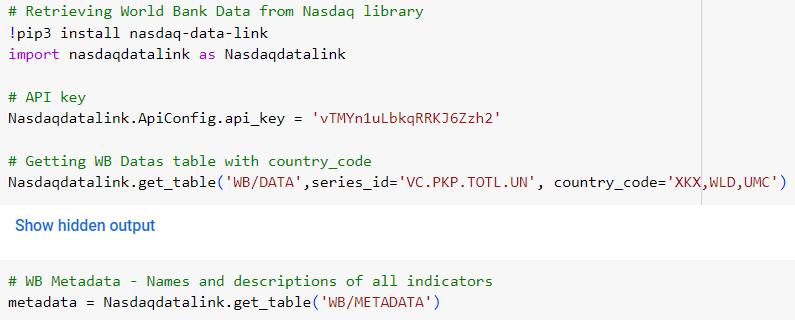 # Retrieving World Bank Data from Nasdaq library
!pip3 install nasdaq-data-link
import nasdaqdatalink as Nasdaqdatalink
# API key
Nasdaqdatalink.ApiConfig.api_key = 'vTMYn1uLbkqRRKJ6Zzh2'
# Getting WB Datas table with country_code
Nasdaqdatalink.get_table('WB/DATA',series_id='VC.PKP.TOTL.UN', country_code='XKX,WLD,UMC')
Show hidden output
# WB Metadata - Names and descriptions of all indicators
metadata = Nasdaqdatalink.get_table('WB/METADATA')